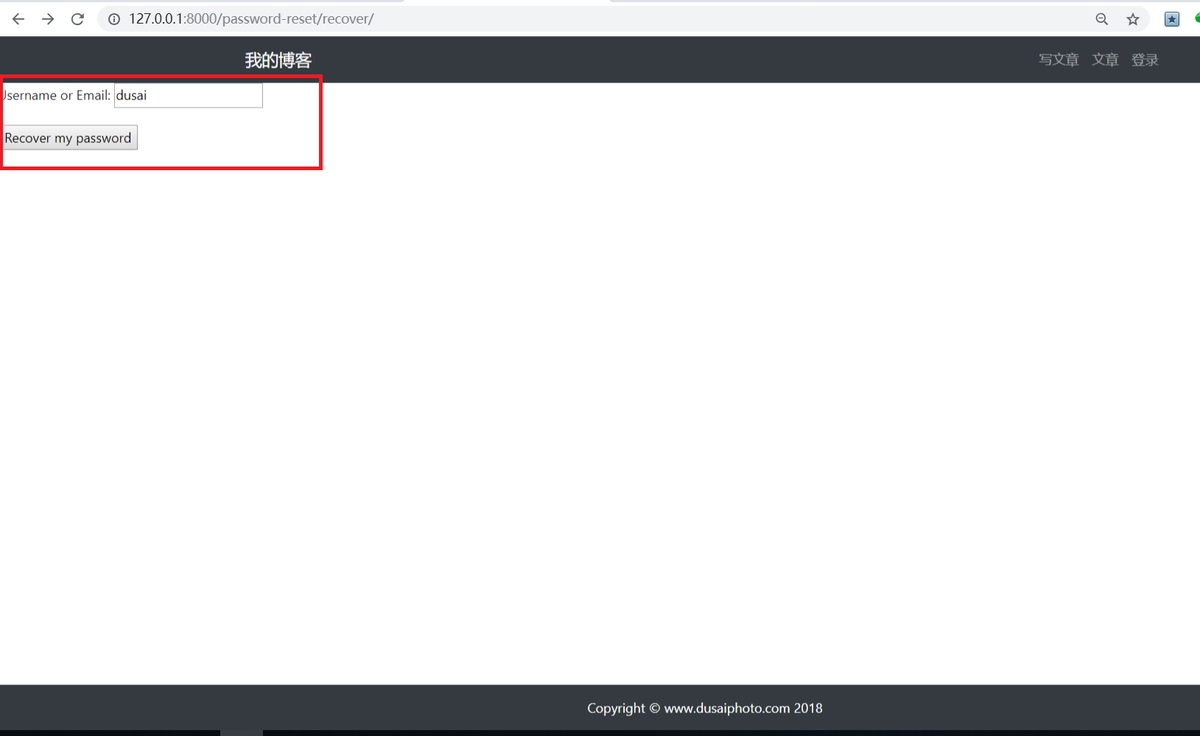 127.0.0.1:8000/password-reset/recover/
我的博客 写文章 文章 登录
Username or Email: dusai
Recover my password
Copyright © www.dusaiphoto.com 2018